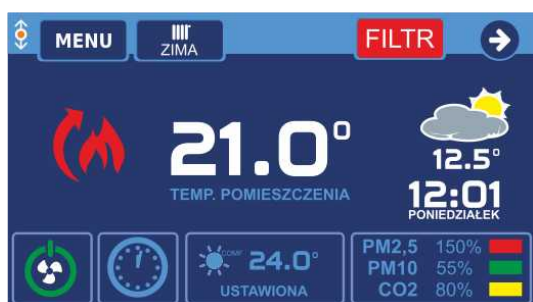 MENU
ZIMA
FILTR
21.0°
TEMP. POMIESZCZENIA
12.5°
12:01
PONIEDZIAŁEK
COMF 24.0°
USTAWIONA
PM2,5 150%
PM10 55%
CO2 80%